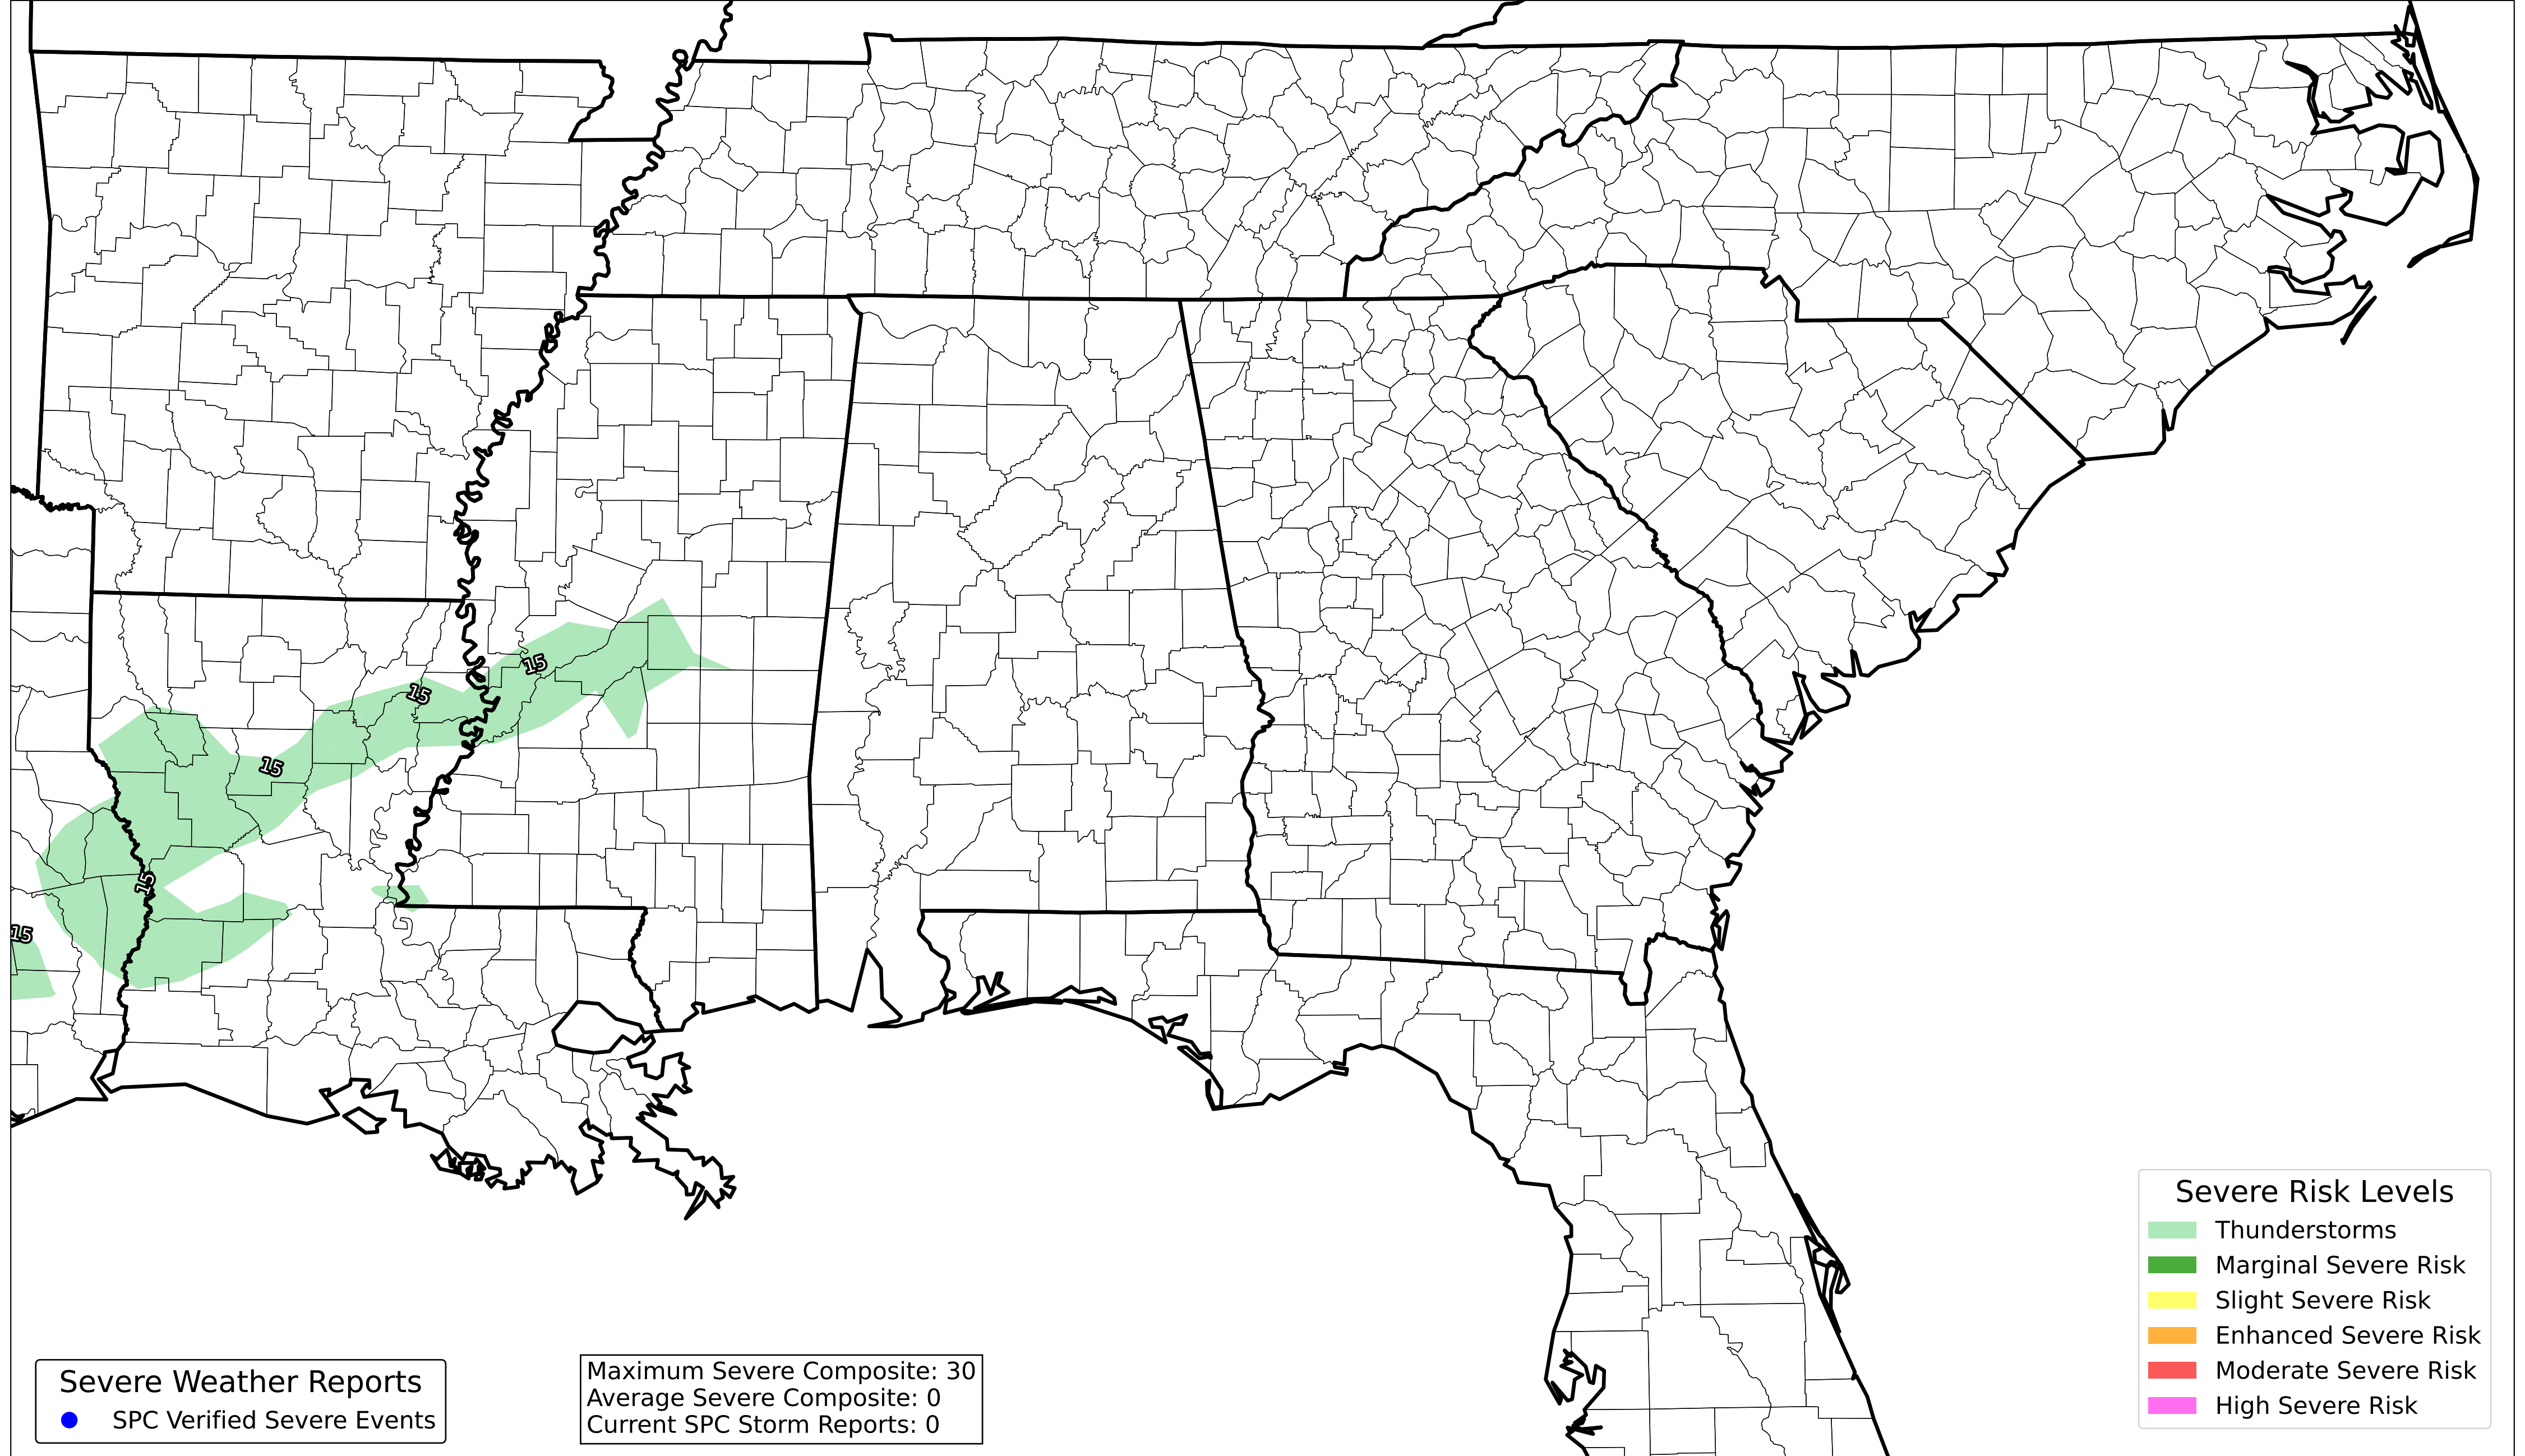 15
15
15
15
15
Severe Risk Levels
Thunderstorms
Marginal Severe Risk
Slight Severe Risk
Enhanced Severe Risk
Moderate Severe Risk
High Severe Risk
Severe Weather Reports
SPC Verified Severe Events
Maximum Severe Composite: 30
Average Severe Composite: 0
Current SPC Storm Reports: 0